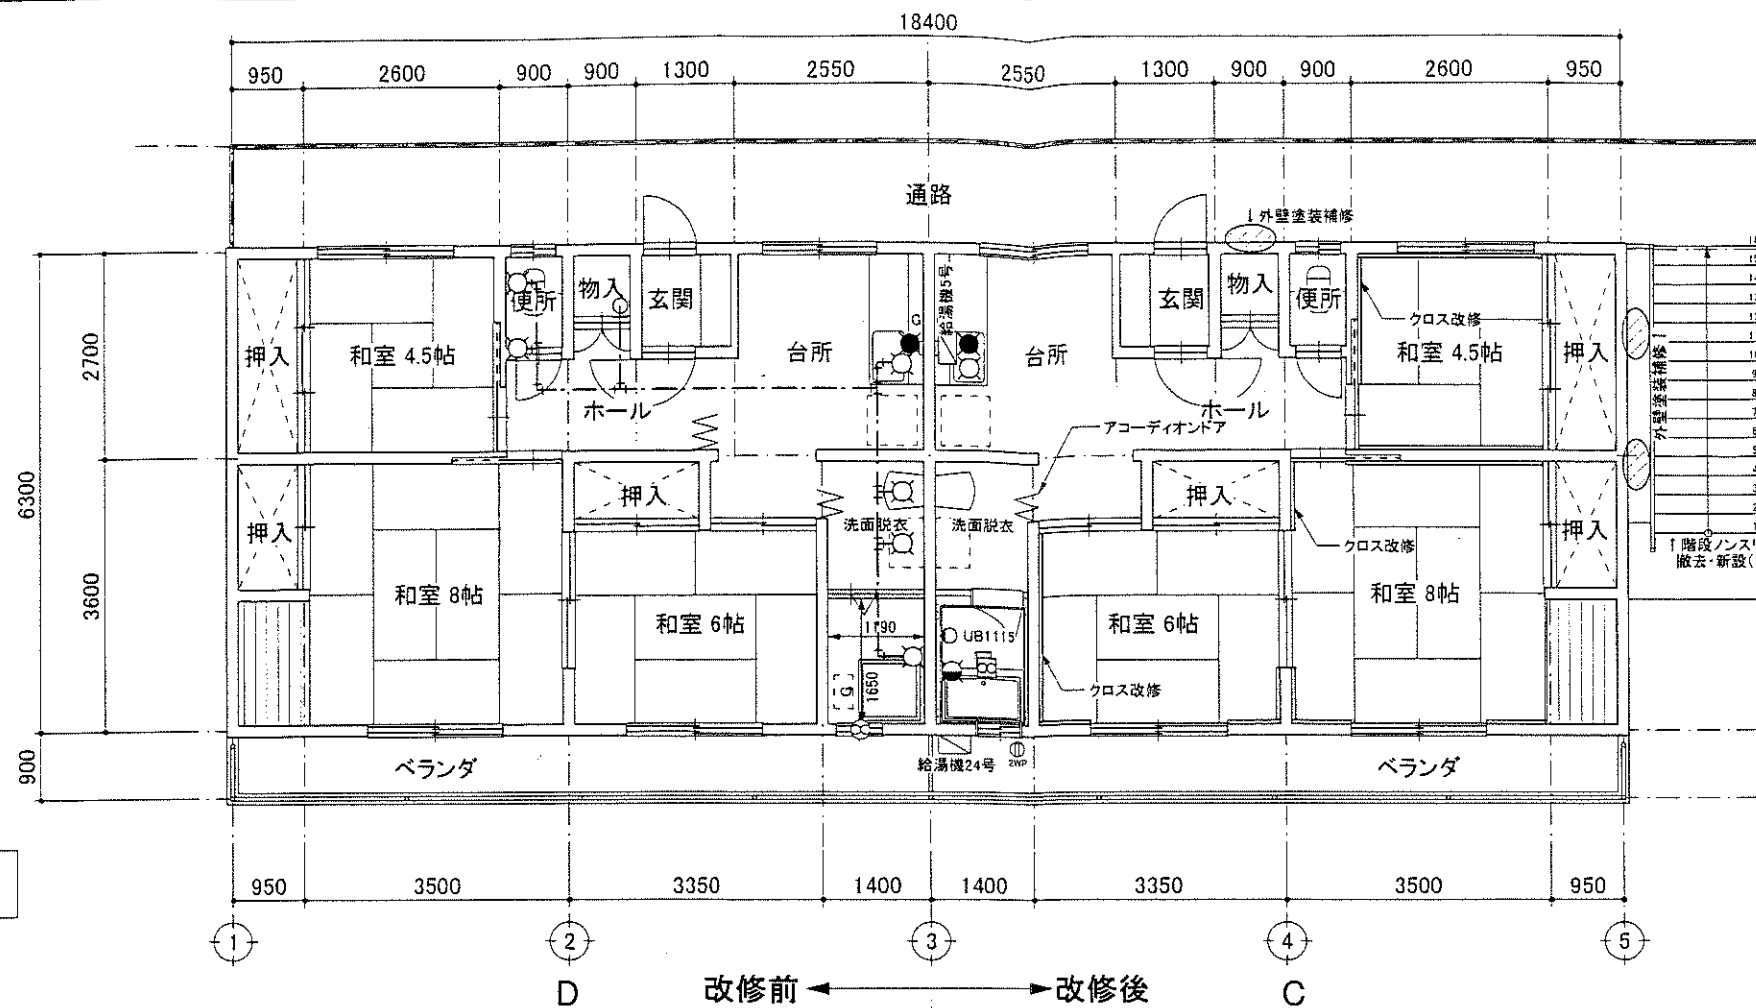 18400
950 2600 900 900 1300 2550 2550 1300 900 900 2600 950
通路
↓外壁塗装補修
便所 物入 玄関
給湯機5号
玄関 物入 便所
G
クロス改修
押入 和室 4.5帖 台所 台所 和室 4.5帖 押入
外壁塗装補修↑
2700
ホール ホール
アコーディオンドア
6300
押入 押入 押入 押入
洗面脱衣 洗面脱衣
クロス改修
↑階段ノンス
撤去・新設(
3600
和室 8帖 和室 6帖 和室 6帖 和室 8帖
1190
UB1115
1650
G
クロス改修
900
ベランダ 給湯機24号 2WP ベランダ
950 3500 3350 1400 1400 3350 3500 950
1 2 3 4 5
D 改修前 改修後 C